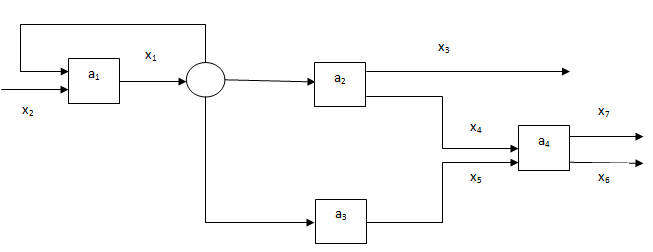 x₃
x₁
a₁
a₂
x₂
x₇
x₄
a₄
x₅
x₆
a₃